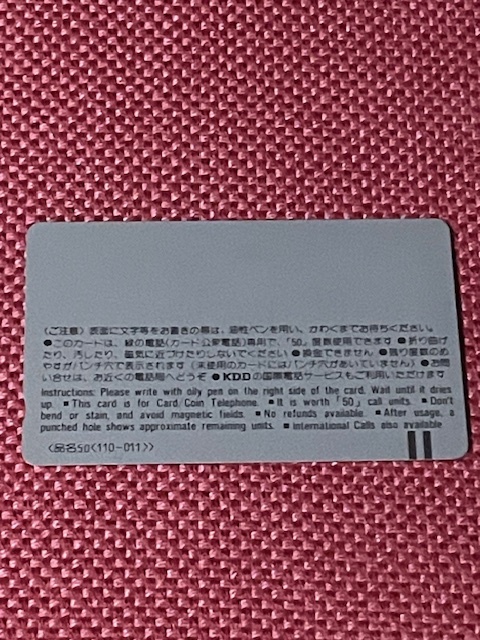 〈ご注意〉表面に文字等をお書きの際は、油性ペンを用い、かわくまでお待ちください。
●このカードは、緑の電話(カード公衆電話)専用で、「50」度数使用できます ●折り曲げ
たり、汚したり、磁気に近づけたりしないでください ●換金できません ●残り度数のめ
やすがパンチ穴で表示されます(未使用のカードにはパンチ穴があいていません) ●お問
い合せは、お近くの電話局へどうぞ ●KDDの国際電話サービスもご利用いただけます
Instructions: Please write with oily pen on the right side of the card. Wait until it dries
up. ■ This card is for Card/Coin Telephone. ■ It is worth「50」call units. ■ Don't
bend or stain, and avoid magnetic fields. ■ No refunds available. ■ After usage, a
punched hole shows approximate remaining units. ■ International Calls also available
〈品名50〈110-011〉〉